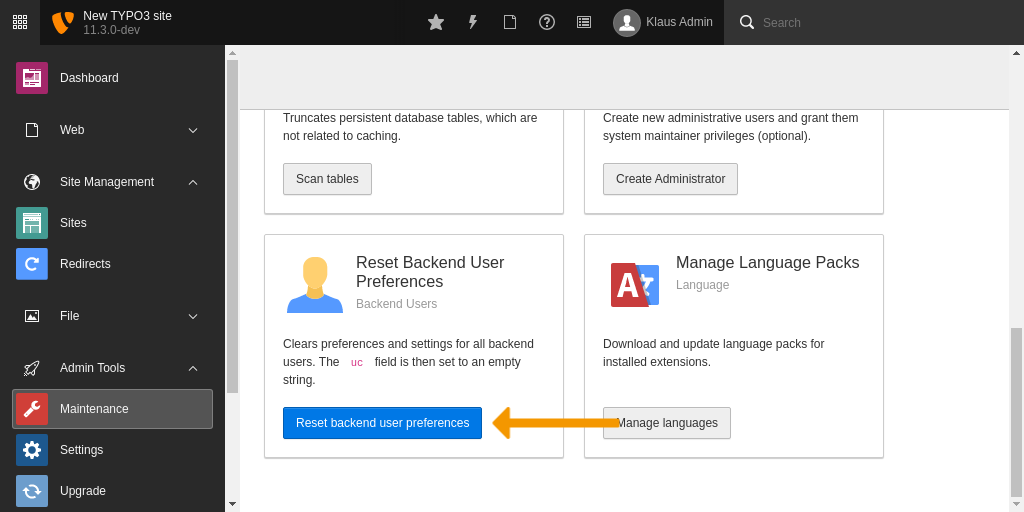 New TYPO3 site
11.3.0-dev
Klaus Admin
Search
Dashboard
Web
Site Management
Sites
Redirects
File
Admin Tools
Maintenance
Settings
Upgrade
Truncates persistent database tables, which are
not related to caching.
Scan tables
Create new administrative users and grant them
system maintainer privileges (optional).
Create Administrator
Reset Backend User
Preferences
Backend Users
Clears preferences and settings for all backend
users. The uc field is then set to an empty
string.
Reset backend user preferences
A
Manage Language Packs
Language
Download and update language packs for
installed extensions.
Manage languages